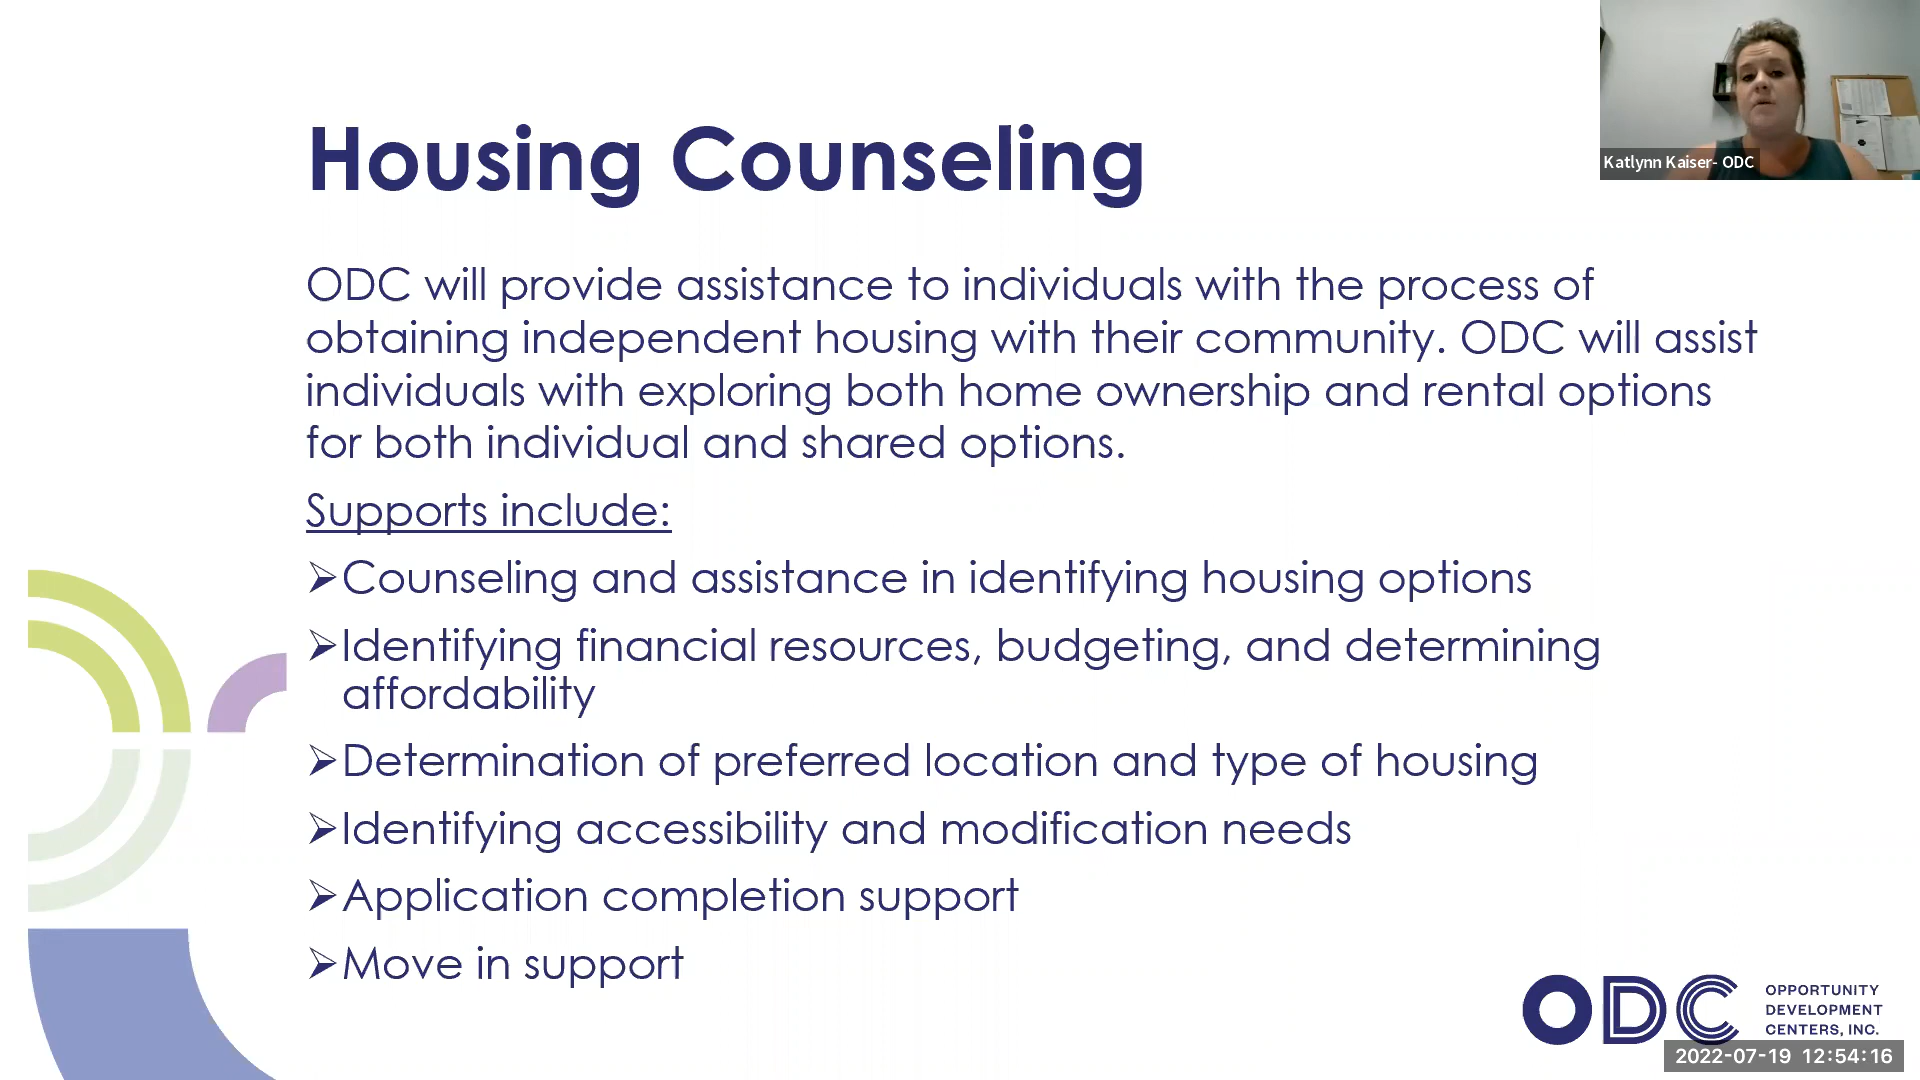 Katlynn Kaiser- ODC
Housing Counseling
ODC will provide assistance to individuals with the process of
obtaining independent housing with their community. ODC will assist
individuals with exploring both home ownership and rental options
for both individual and shared options.
Supports include:
➢Counseling and assistance in identifying housing options
➢Identifying financial resources, budgeting, and determining
affordability
➢Determination of preferred location and type of housing
➢Identifying accessibility and modification needs
➢Application completion support
➢Move in support
ODC
OPPORTUNITY
DEVELOPMENT
CENTERS, INC.
2022-07-19 12:54:16